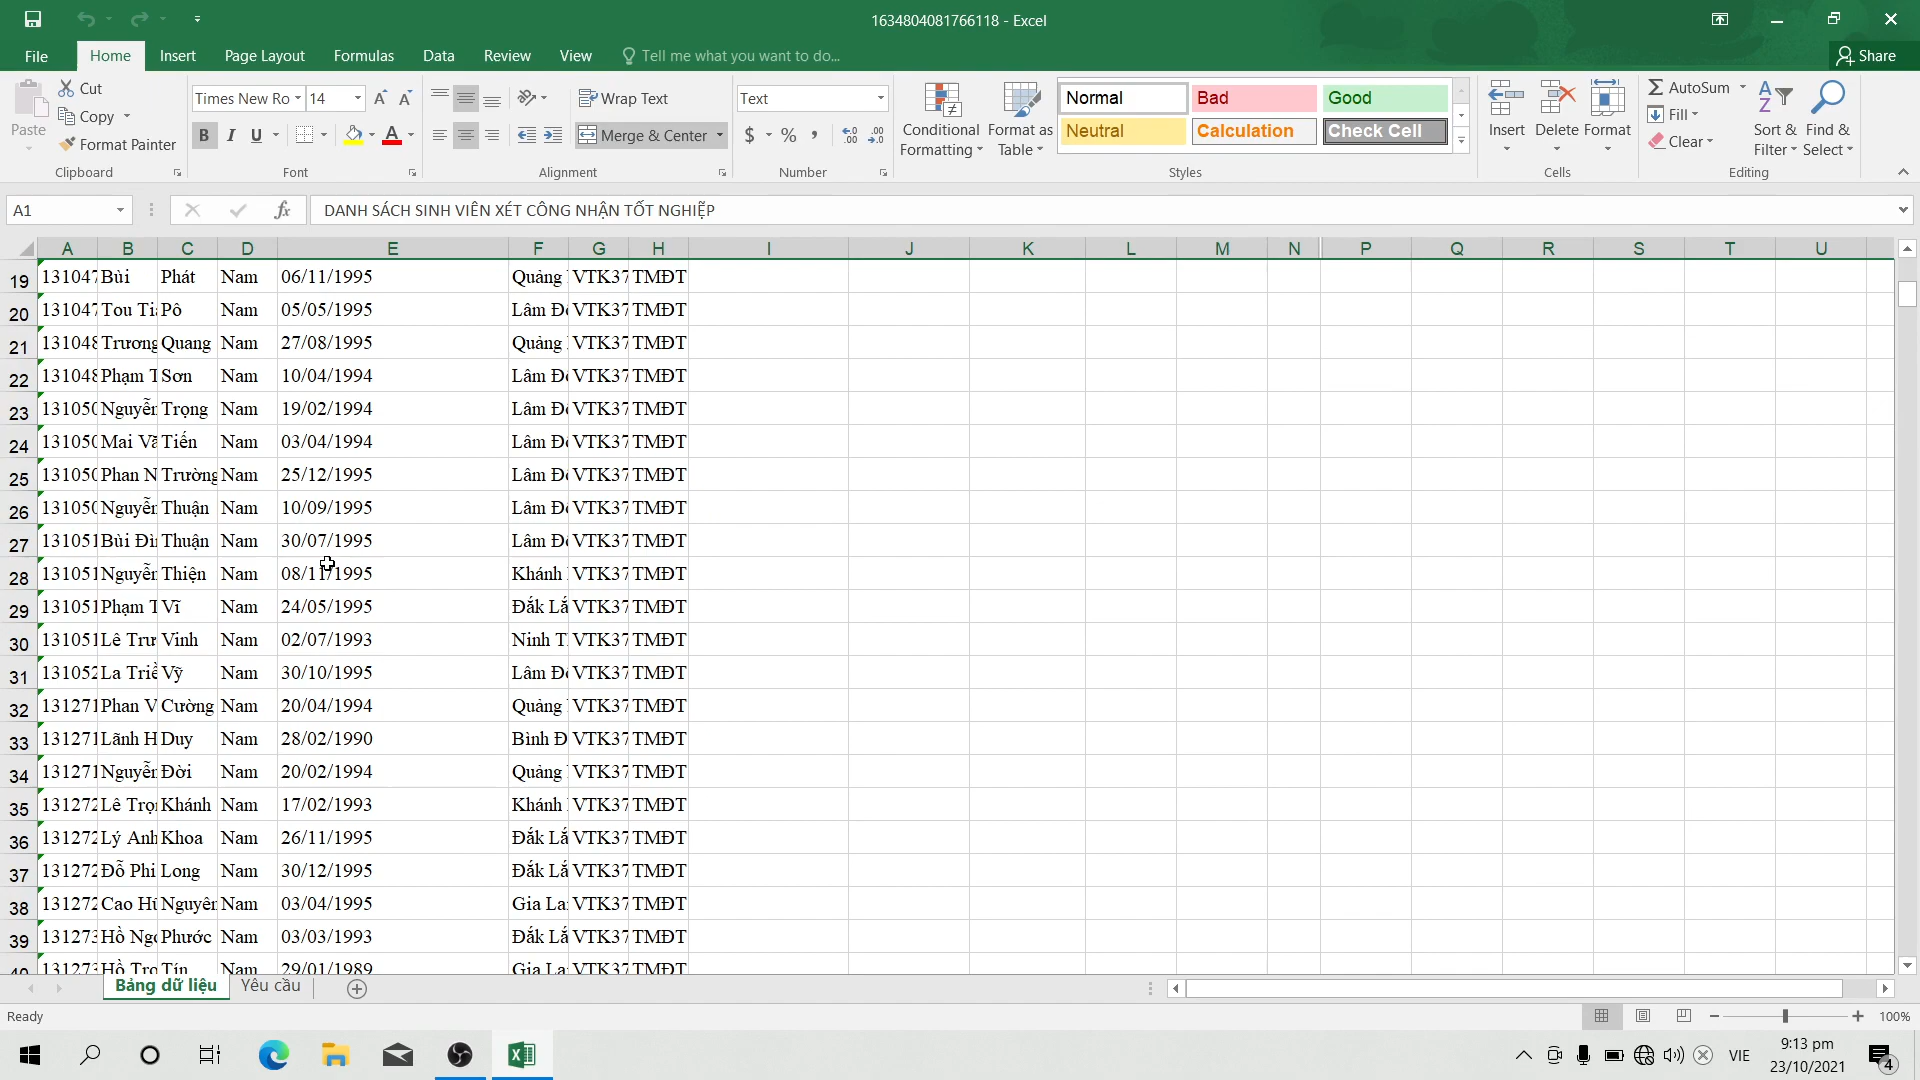 1634804081766118 - Excel
File Home Insert Page Layout Formulas Data Review View Tell me what you want to do... Share
Paste Cut Copy Format Painter Clipboard
Times New Ro 14 B I U Font
Wrap Text Merge & Center Alignment
Text $ % , Number
Conditional Formatting Format as Table
Normal Bad Good
Neutral Calculation Check Cell
Styles
Insert Delete Format Cells
AutoSum Fill Clear Sort & Filter Find & Select Editing
A1 fx DANH SÁCH SINH VIÊN XÉT CÔNG NHẬN TỐT NGHIỆP
A B C D E F G H I J K L M N P Q R S T U
19 131047 Bùi Phát Nam 06/11/1995 Quảng VTK37 TMĐT
20 131047 Tou Ti Pô Nam 05/05/1995 Lâm Đ VTK37 TMĐT
21 131048 Trương Quang Nam 27/08/1995 Quảng VTK37 TMĐT
22 131048 Phạm T Sơn Nam 10/04/1994 Lâm Đ VTK37 TMĐT
23 131050 Nguyễn Trọng Nam 19/02/1994 Lâm Đ VTK37 TMĐT
24 131050 Mai Vă Tiến Nam 03/04/1994 Lâm Đ VTK37 TMĐT
25 131050 Phan N Trường Nam 25/12/1995 Lâm Đ VTK37 TMĐT
26 131050 Nguyễn Thuận Nam 10/09/1995 Lâm Đ VTK37 TMĐT
27 131051 Bùi Đì Thuận Nam 30/07/1995 Lâm Đ VTK37 TMĐT
28 131051 Nguyễn Thiện Nam 08/11/1995 Khánh VTK37 TMĐT
29 131051 Phạm T Vĩ Nam 24/05/1995 Đắk Lắ VTK37 TMĐT
30 131051 Lê Trư Vinh Nam 02/07/1993 Ninh T VTK37 TMĐT
31 131052 La Triề Vỹ Nam 30/10/1995 Lâm Đ VTK37 TMĐT
32 131271 Phan V Cường Nam 20/04/1994 Quảng VTK37 TMĐT
33 131271 Lãnh H Duy Nam 28/02/1990 Bình Đ VTK37 TMĐT
34 131271 Nguyễn Đời Nam 20/02/1994 Quảng VTK37 TMĐT
35 131272 Lê Trọ Khánh Nam 17/02/1993 Khánh VTK37 TMĐT
36 131272 Lý Anh Khoa Nam 26/11/1995 Đắk Lắ VTK37 TMĐT
37 131272 Đỗ Phi Long Nam 30/12/1995 Đắk Lắ VTK37 TMĐT
38 131272 Cao Hũ Nguyên Nam 03/04/1995 Gia La VTK37 TMĐT
39 131273 Hồ Ngọ Phước Nam 03/03/1993 Đắk Lắ VTK37 TMĐT
40 131273 Hồ Trọ Tín Nam 29/01/1989 Gia La VTK37 TMĐT
Bảng dữ liệu Yêu cầu
Ready 100%
VIE 9:13 pm
23/10/2021 4